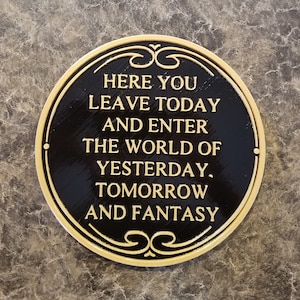 HERE YOU
LEAVE TODAY
AND ENTER
THE WORLD OF
YESTERDAY,
TOMORROW
AND FANTASY